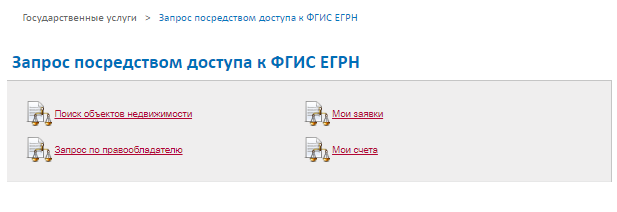 Государственные услуги > Запрос посредством доступа к ФГИС ЕГРН
Запрос посредством доступа к ФГИС ЕГРН
Поиск объектов недвижимости
Мои заявки
Запрос по правообладателю
Мои счета